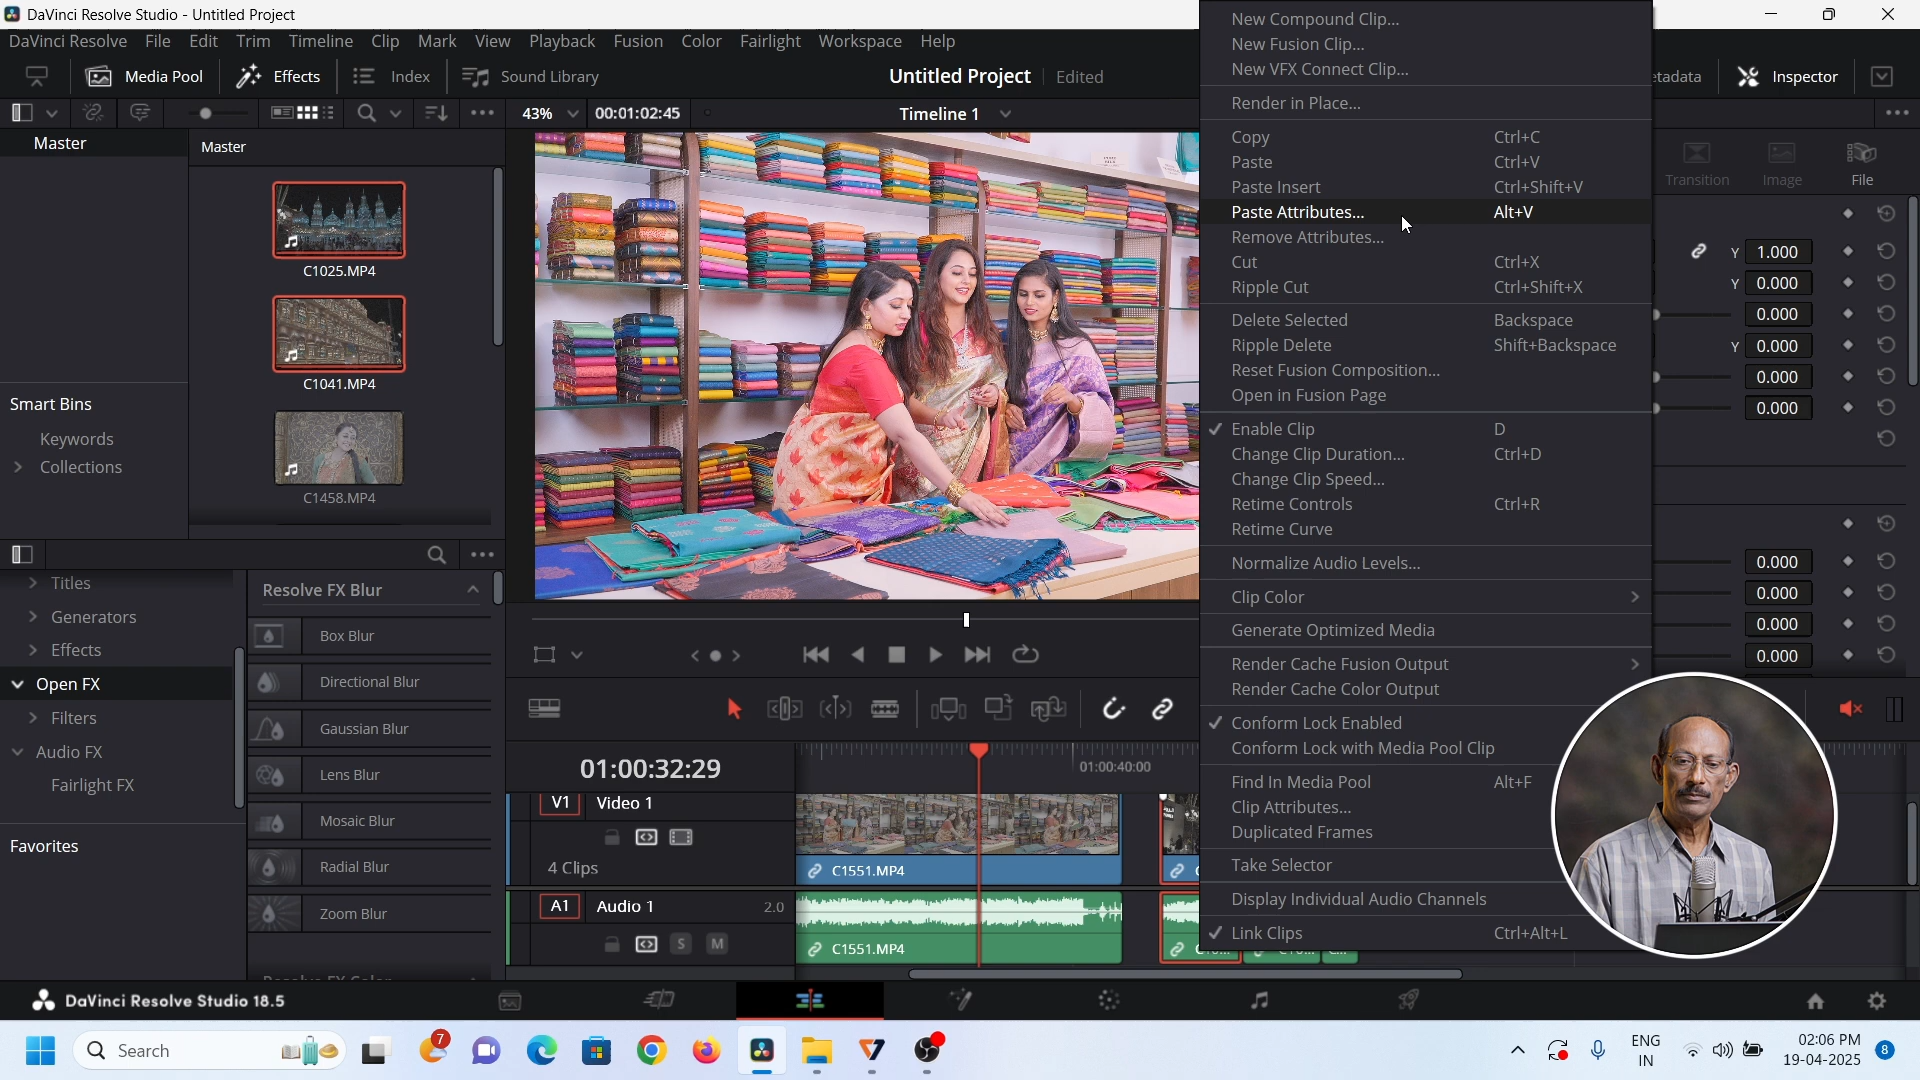 DaVinci Resolve Studio - Untitled Project
DaVinci Resolve File Edit Trim Timeline Clip Mark View Playback Fusion Color Fairlight Workspace Help
Media Pool Effects Index Sound Library
Untitled Project Edited
etadata Inspector
43% 00:01:02:45 Timeline 1
Master
Master
C1025.MP4
C1041.MP4
C1458.MP4
Smart Bins
Keywords
Collections
Titles
Generators
Effects
Open FX
Filters
Audio FX
Fairlight FX
Favorites
Resolve FX Blur
Box Blur
Directional Blur
Gaussian Blur
Lens Blur
Mosaic Blur
Radial Blur
Zoom Blur
Resolve FX Color
01:00:32:29
01:00:40:00
V1 Video 1
4 Clips
C1551.MP4
A1 Audio 1 2.0
S M
C1551.MP4
New Compound Clip...
New Fusion Clip...
New VFX Connect Clip...
Render in Place...
Copy Ctrl+C
Paste Ctrl+V
Paste Insert Ctrl+Shift+V
Paste Attributes... Alt+V
Remove Attributes...
Cut Ctrl+X
Ripple Cut Ctrl+Shift+X
Delete Selected Backspace
Ripple Delete Shift+Backspace
Reset Fusion Composition...
Open in Fusion Page
Enable Clip D
Change Clip Duration... Ctrl+D
Change Clip Speed...
Retime Controls Ctrl+R
Retime Curve
Normalize Audio Levels...
Clip Color
Generate Optimized Media
Render Cache Fusion Output
Render Cache Color Output
Conform Lock Enabled
Conform Lock with Media Pool Clip
Find In Media Pool Alt+F
Clip Attributes...
Duplicated Frames
Take Selector
Display Individual Audio Channels
Link Clips Ctrl+Alt+L
Transition Image File
Y 1.000
Y 0.000
0.000
Y 0.000
0.000
0.000
0.000
0.000
0.000
0.000
DaVinci Resolve Studio 18.5
Search
7
ENG
IN
02:06 PM
19-04-2025
8